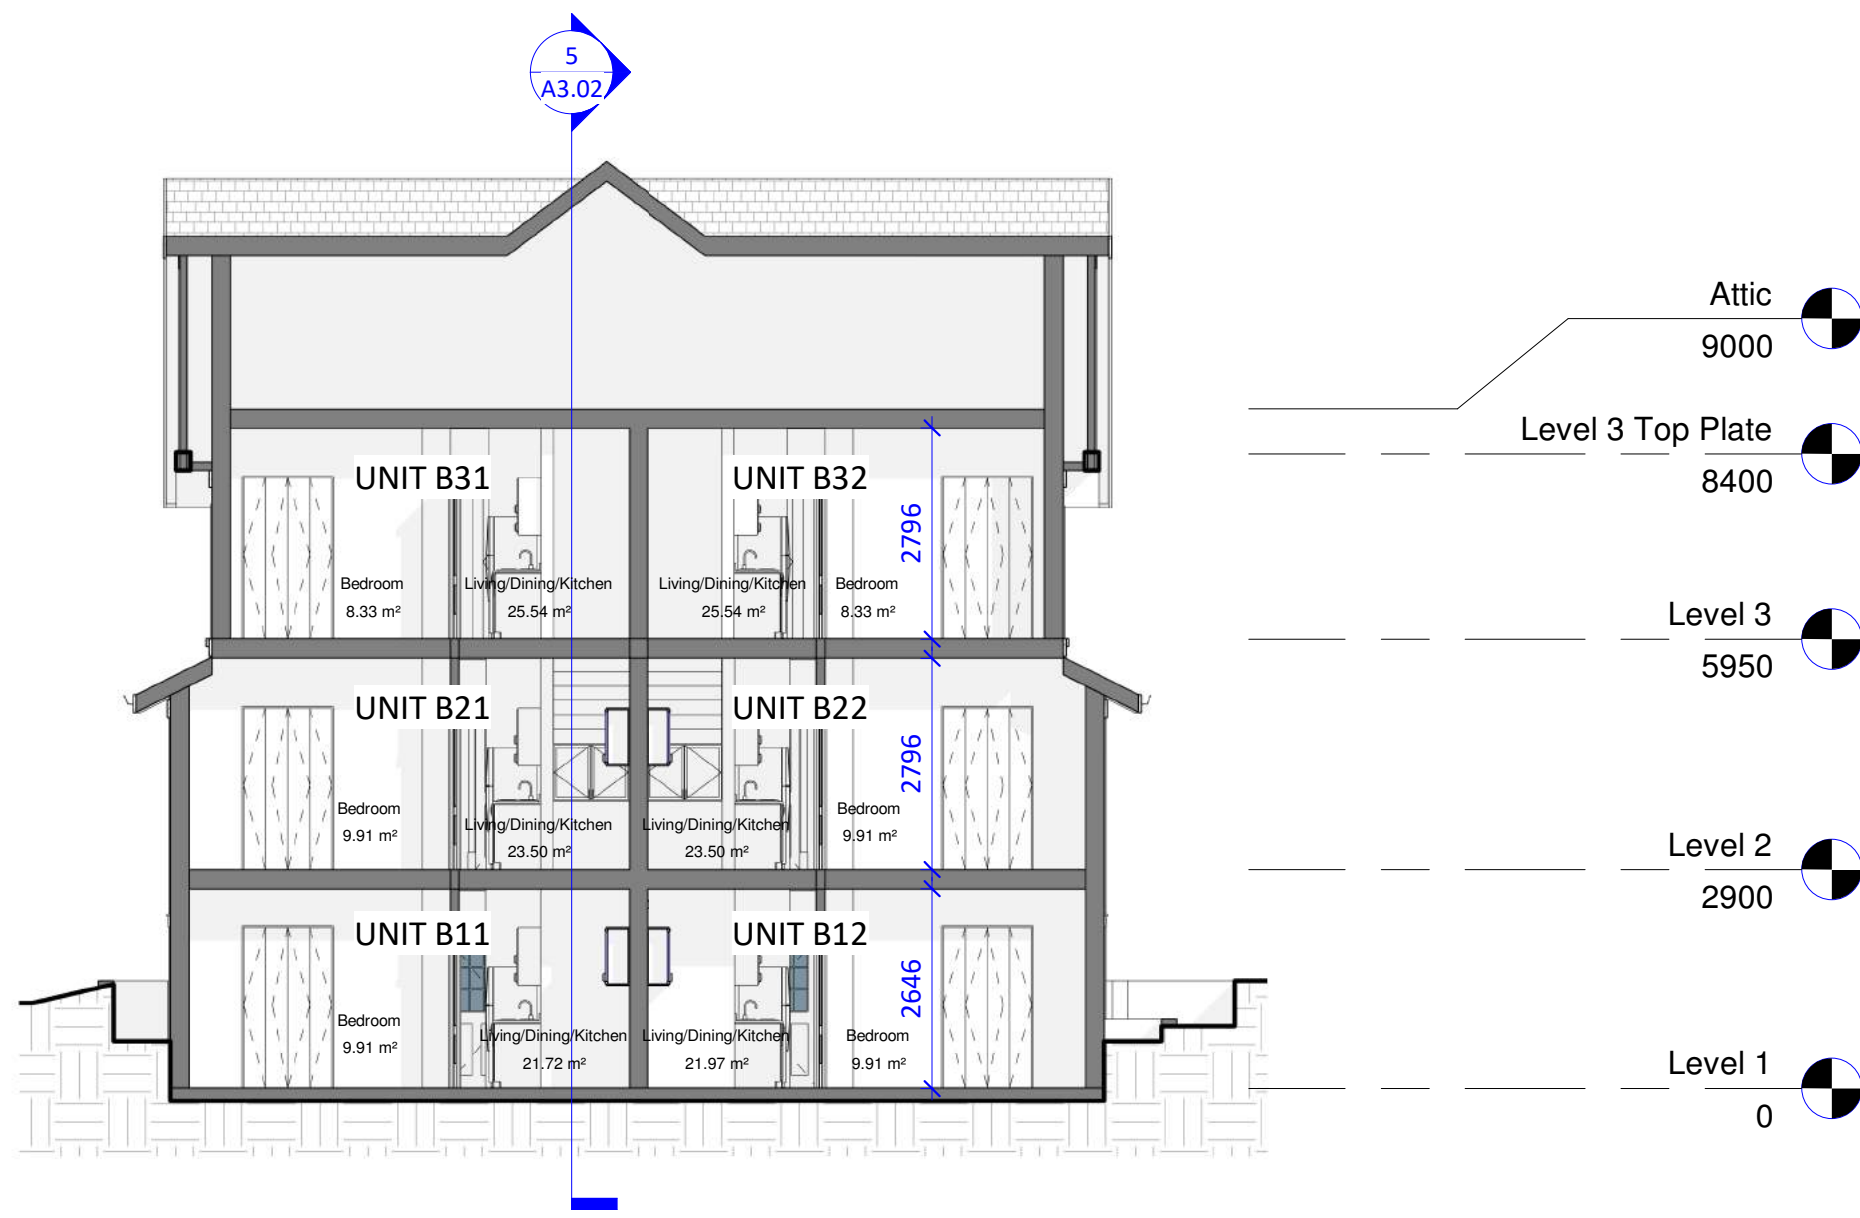 5
A3.02
Attic
9000
Level 3 Top Plate
8400
UNIT B31
UNIT B32
2796
Bedroom
8.33 m²
Living/Dining/Kitchen
25.54 m²
Living/Dining/Kitchen
25.54 m²
Bedroom
8.33 m²
Level 3
5950
UNIT B21
UNIT B22
2796
Bedroom
9.91 m²
Living/Dining/Kitchen
23.50 m²
Living/Dining/Kitchen
23.50 m²
Bedroom
9.91 m²
Level 2
2900
UNIT B11
UNIT B12
2646
Bedroom
9.91 m²
Living/Dining/Kitchen
21.72 m²
Living/Dining/Kitchen
21.97 m²
Bedroom
9.91 m²
Level 1
0